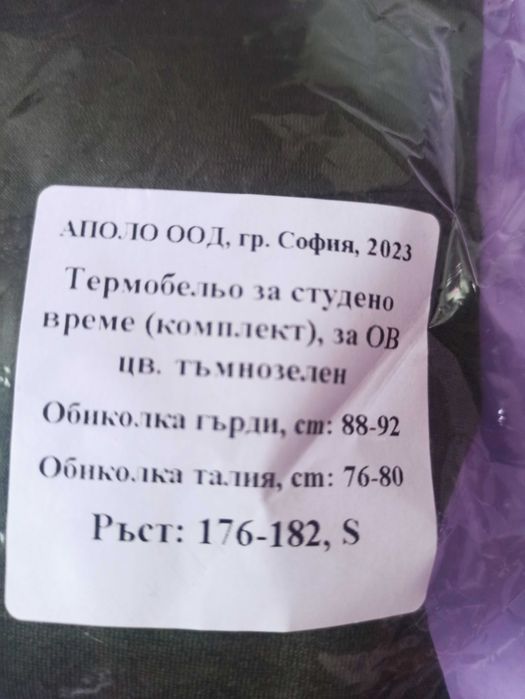 АПОЛО ООД, гр. София, 2023
Термобельо за студено
време (комплект), за ОВ
цв. тъмнозелен
Обиколка гърди, cm: 88-92
Обиколка талия, cm: 76-80
Ръст: 176-182, S